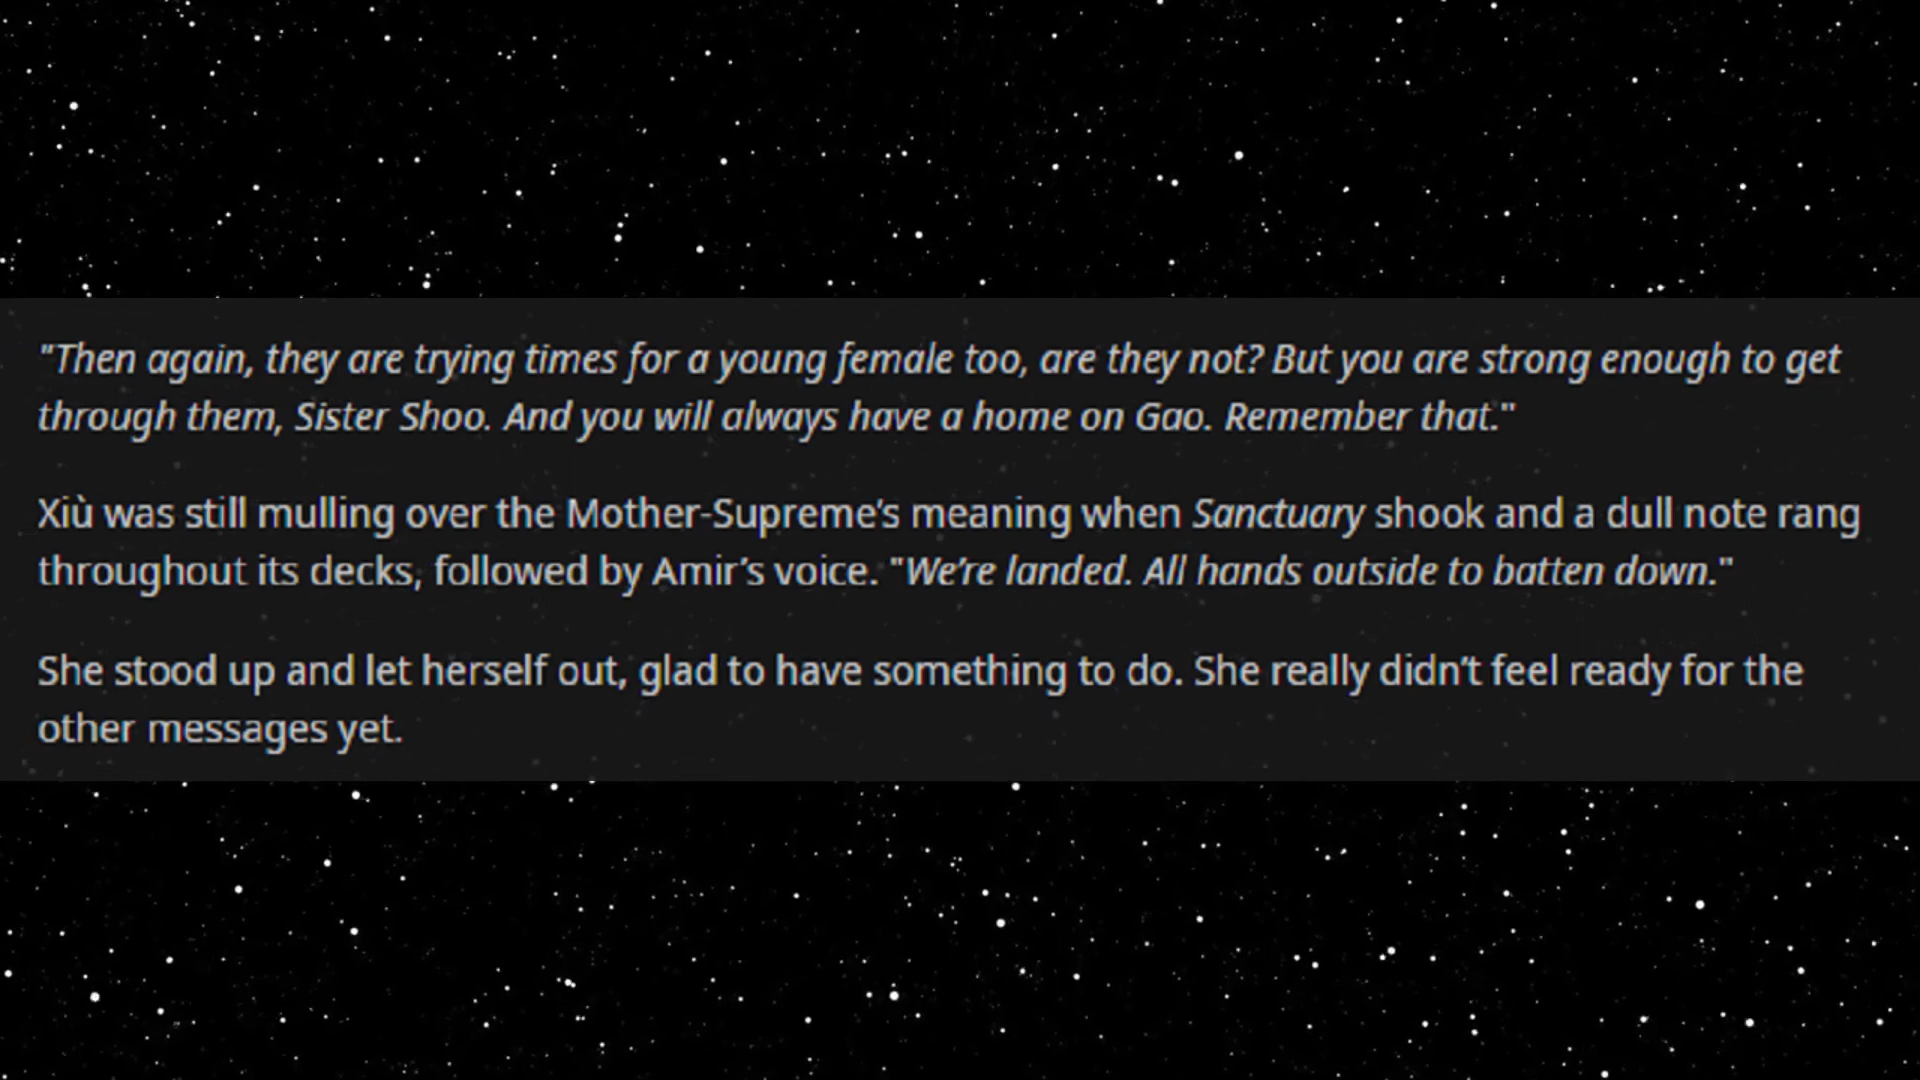 "Then again, they are trying times for a young female too, are they not? But you are strong enough to get
through them, Sister Shoo. And you will always have a home on Gao. Remember that."
Xiù was still mulling over the Mother-Supreme’s meaning when Sanctuary shook and a dull note rang
throughout its decks, followed by Amir’s voice. "We’re landed. All hands outside to batten down."
She stood up and let herself out, glad to have something to do. She really didn’t feel ready for the
other messages yet.